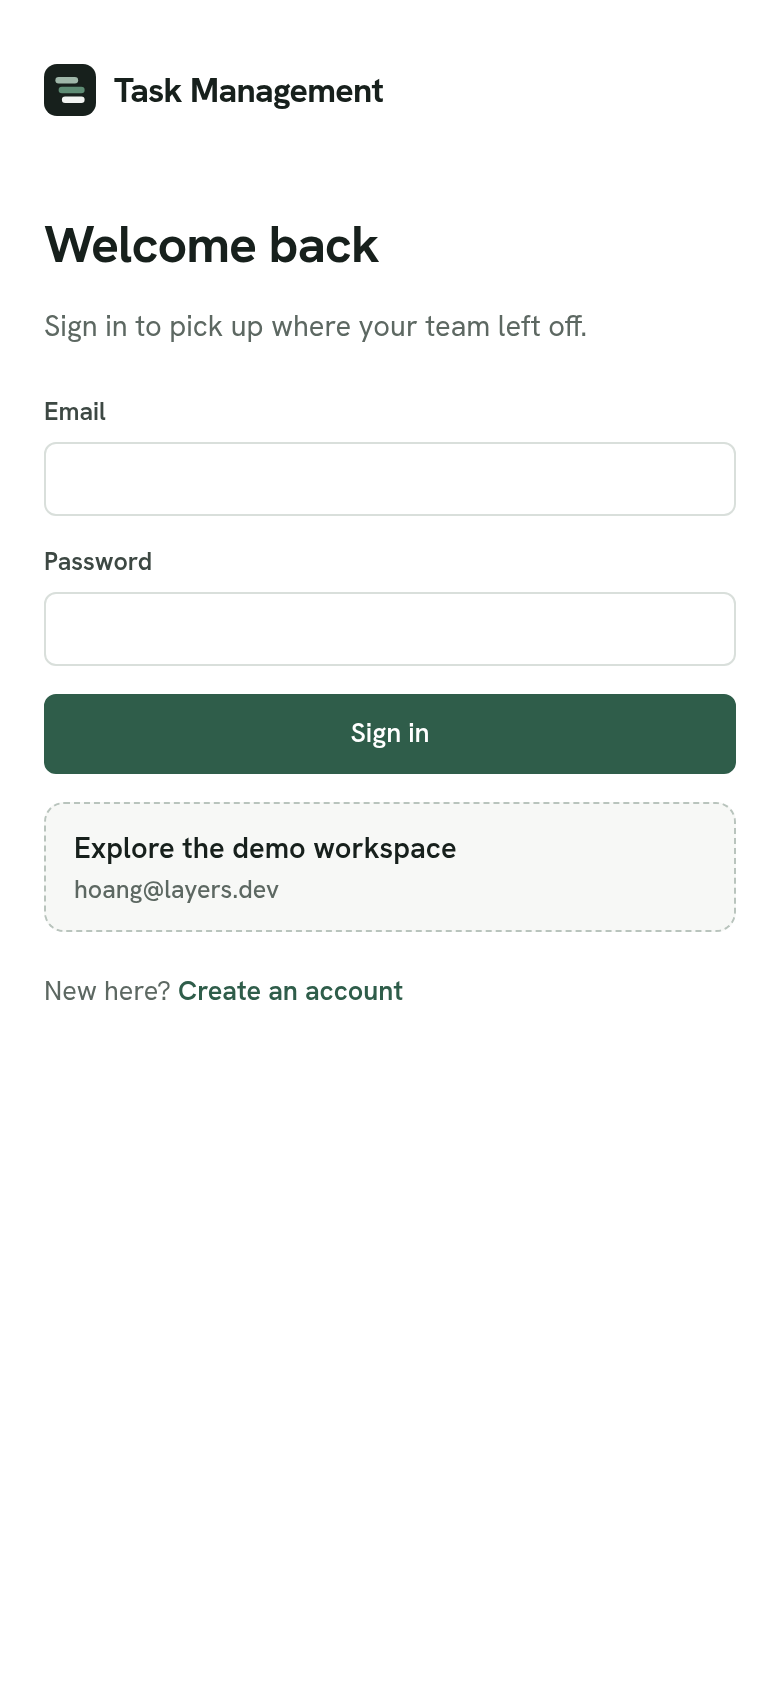 Task Management
Welcome back
Sign in to pick up where your team left off.
Email
Password
Sign in
Explore the demo workspace
hoang@layers.dev
New here? Create an account